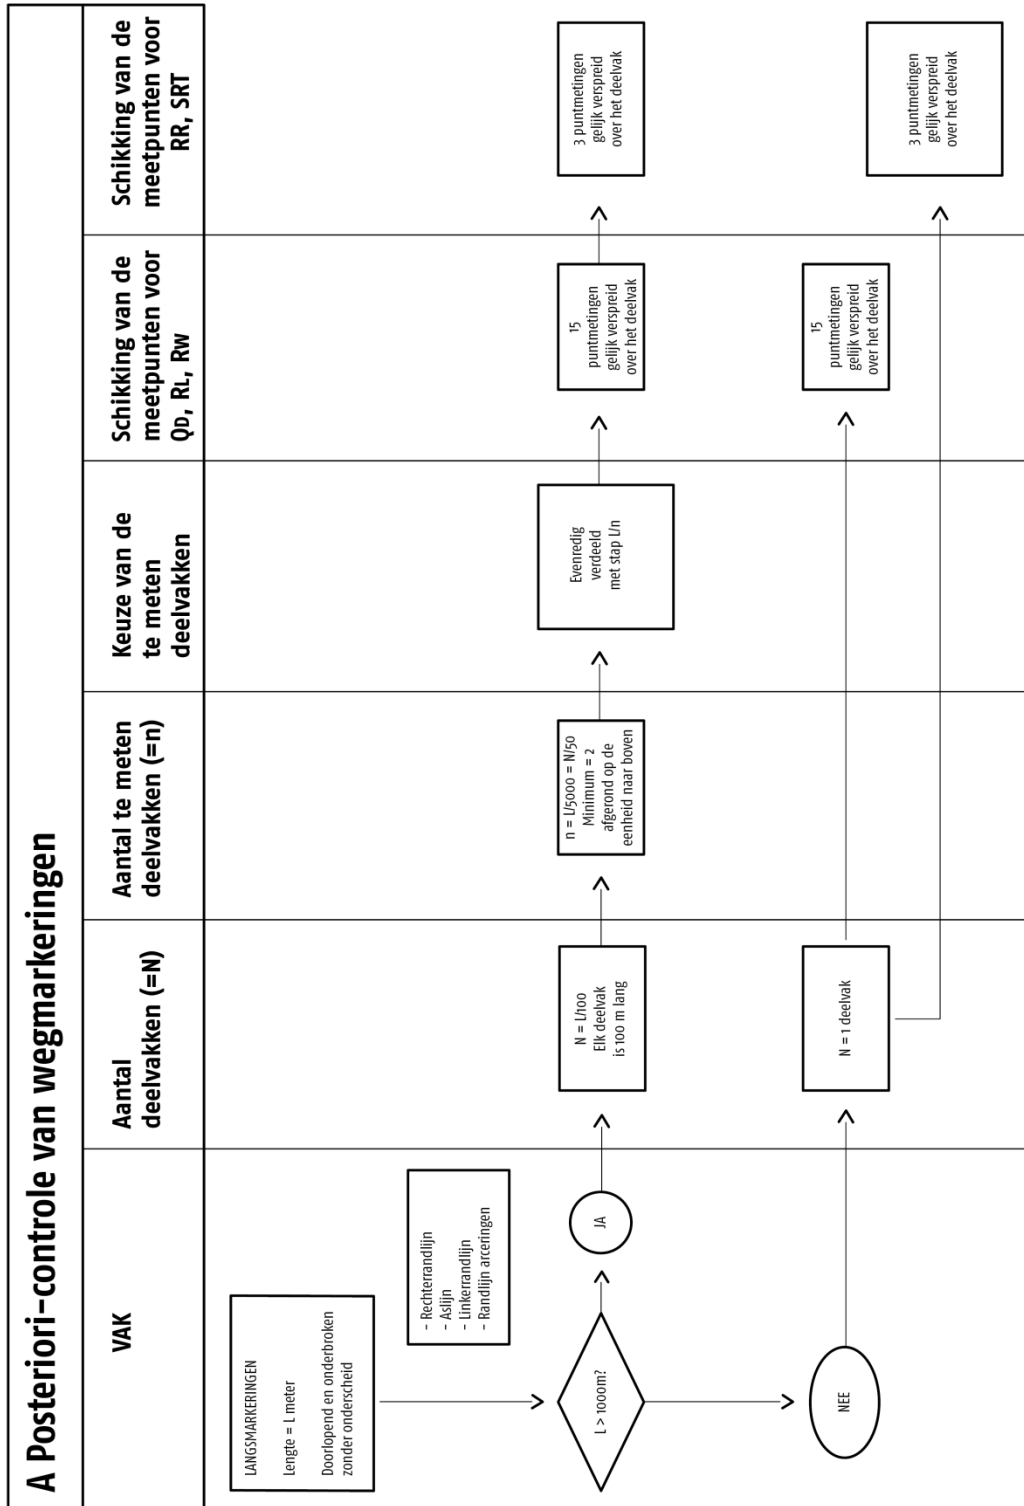 A Posteriori-controle van wegmarkeringen
VAK
Aantal
deelvakken (=N)
Aantal te meten
deelvakken (=n)
Keuze van de
te meten
deelvakken
Schikking van de
meetpunten voor
QD, RL, RW
Schikking van de
meetpunten voor
RR, SRT
LANGSMARKERINGEN
Lengte = L meter
Doorlopend en onderbroken
zonder onderscheid
- Rechterrandlijn
- Aslijn
- Linkerrandlijn
- Randlijn arceringen
L > 1000m?
JA
N = L/100
Elk deelvak
is 100 m lang
n = L/5000 = N/50
Minimum = 2
afgerond op de
eenheid naar boven
Evenredig
verdeeld
met stap L/n
15
puntmetingen
gelijk verspreid
over het deelvak
3 puntmetingen
gelijk verspreid
over het deelvak
NEE
N = 1 deelvak
15
puntmetingen
gelijk verspreid
over het deelvak
3 puntmetingen
gelijk verspreid
over het deelvak